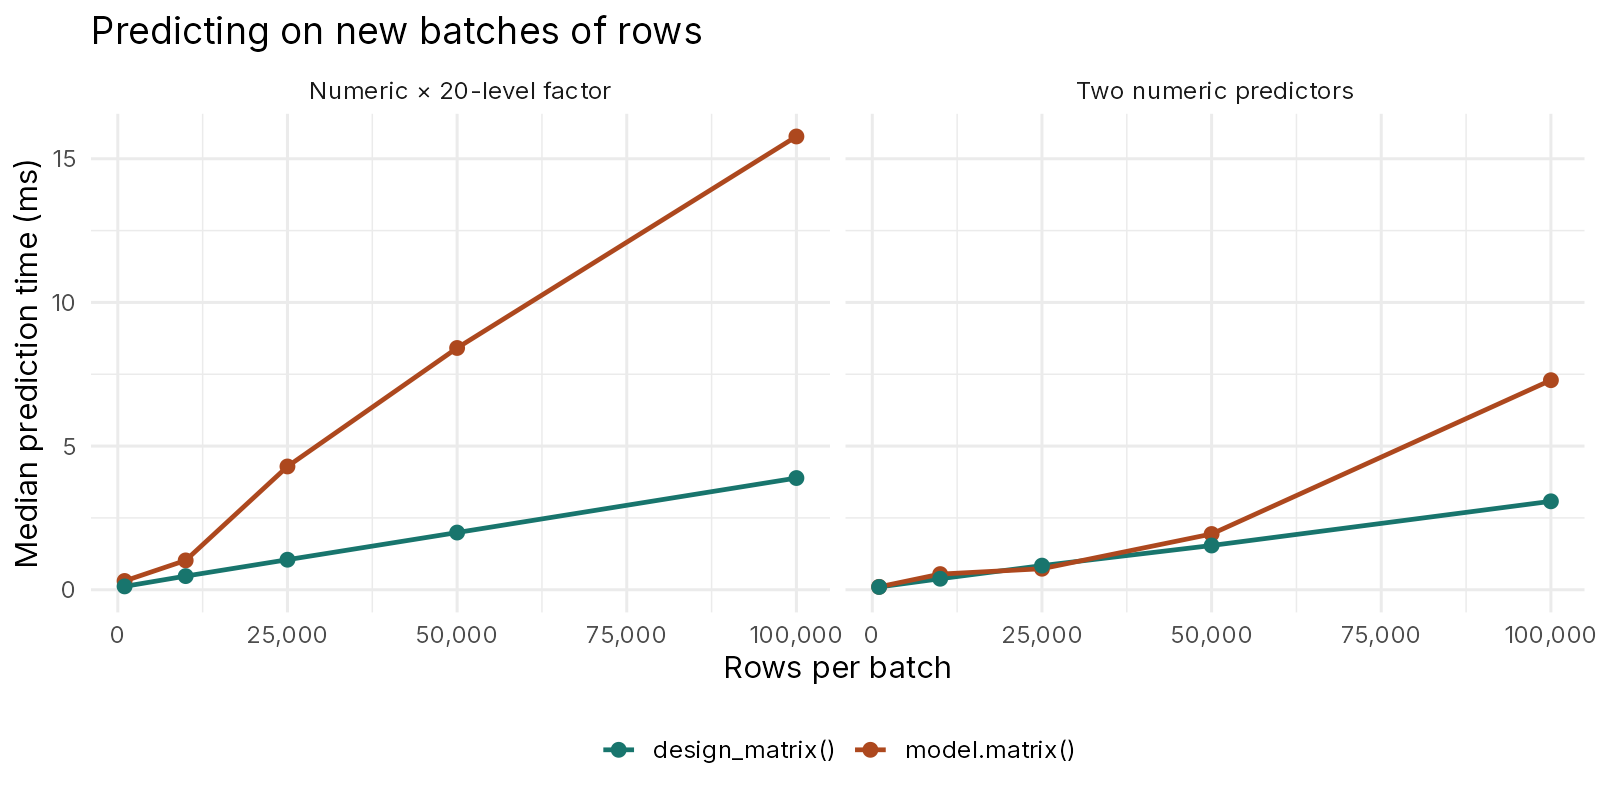 Predicting on new batches of rows
Numeric × 20-level factor
Two numeric predictors
Median prediction time (ms)
15
10
5
0
0 25,000 50,000 75,000 100,000
0 25,000 50,000 75,000 100,000
Rows per batch
design_matrix() model.matrix()